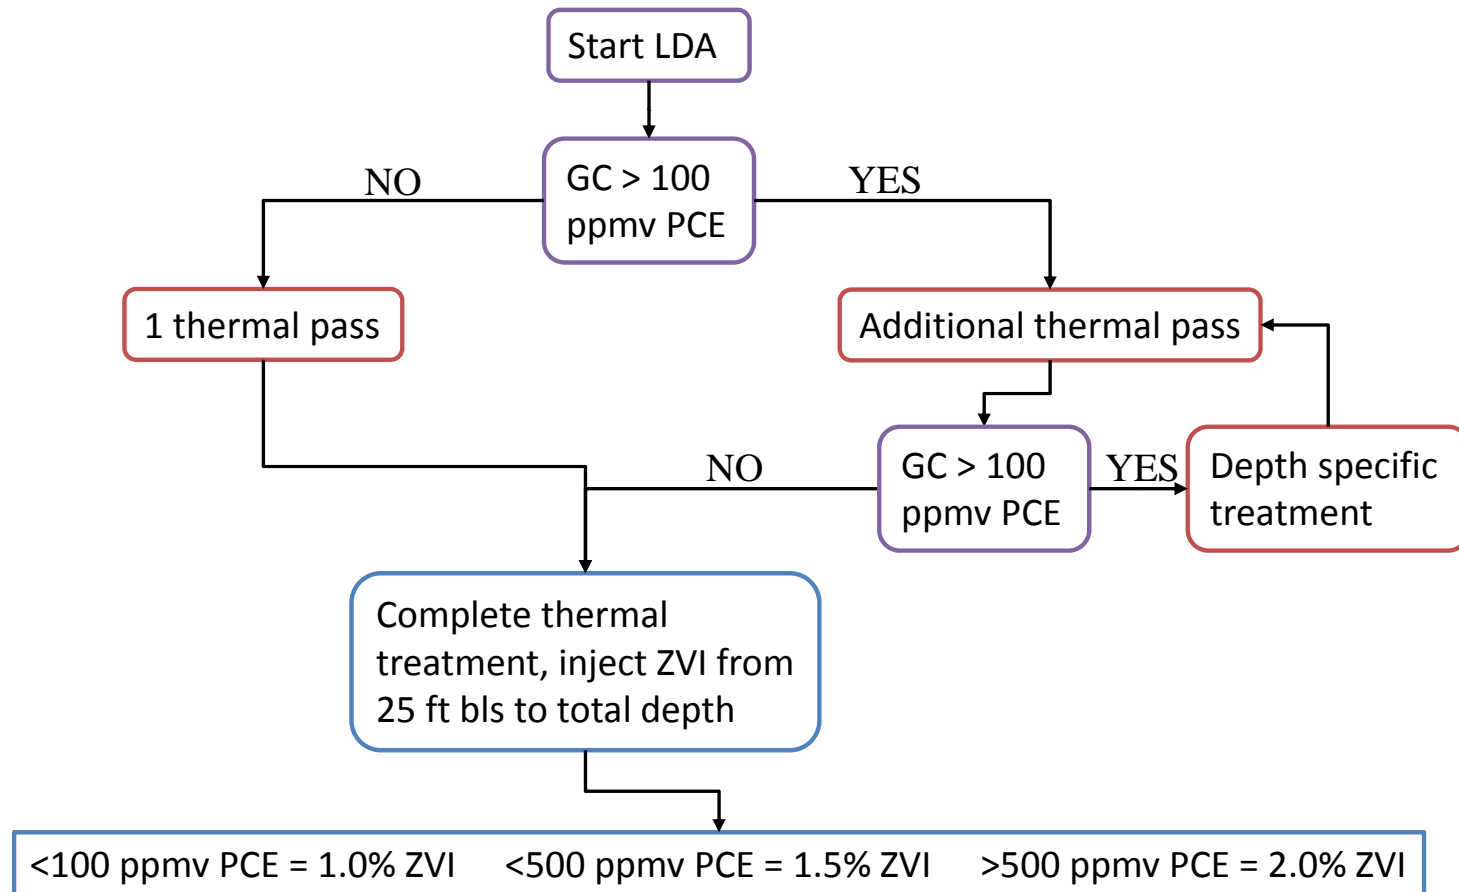 Start LDA
GC > 100
ppmv PCE
NO
YES
1 thermal pass
Additional thermal pass
NO
GC > 100
ppmv PCE
YES
Depth specific
treatment
Complete thermal
treatment, inject ZVI from
25 ft bls to total depth
<100 ppmv PCE = 1.0% ZVI <500 ppmv PCE = 1.5% ZVI >500 ppmv PCE = 2.0% ZVI